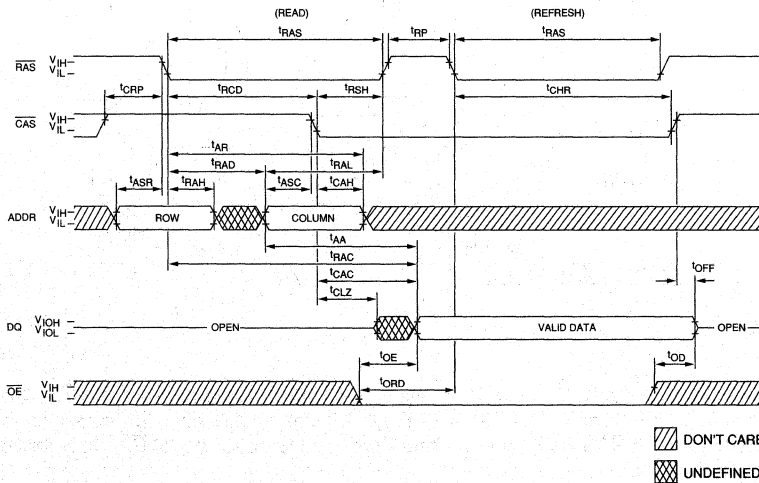 (READ) (REFRESH)
tRAS tRP tRAS
RAS VIH VIL
tCRP tRCD tRSH tCHR
CAS VIH VIL
tAR
tRAD tRAL
tASR tRAH tASC tCAH
ADDR VIH VIL ROW COLUMN
tAA
tRAC
tCAC tOFF
tCLZ
DQ VIOH VIOL OPEN VALID DATA OPEN
tOE tOD
OE VIH VIL tORD
DON'T CARE
UNDEFINED